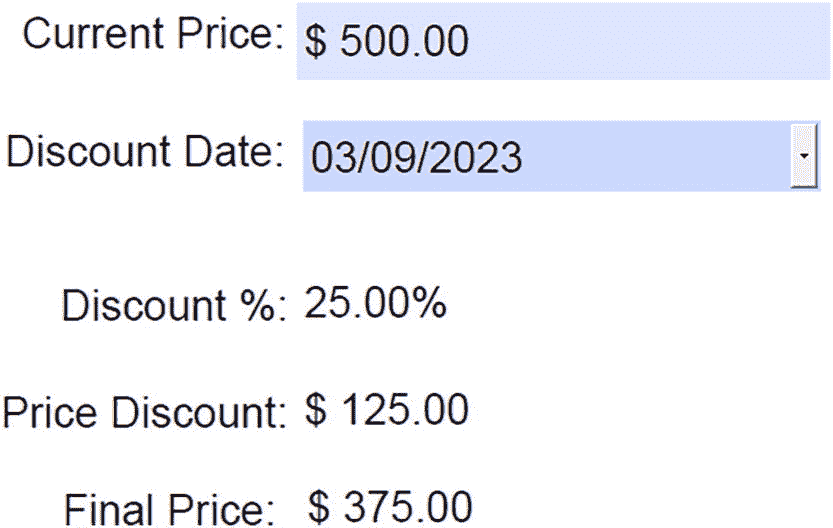 Current Price: $ 500.00
Discount Date: 03/09/2023
Discount %: 25.00%
Price Discount: $ 125.00
Final Price: $ 375.00